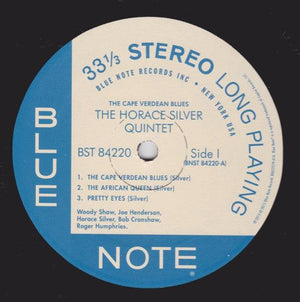 33 1/3 STEREO LONG PLAYING
BLUE NOTE RECORDS INC • NEW YORK USA
THE CAPE VERDEAN BLUES
THE HORACE SILVER
QUINTET
BST 84220
Side I
(BNST 84220-A)
1. THE CAPE VERDEAN BLUES (Silver)
2. THE AFRICAN QUEEN (Silver)
3. PRETTY EYES (Silver)
Woody Shaw, Joe Henderson,
Horace Silver, Bob Cranshaw,
Roger Humphries.
BLUE
NOTE